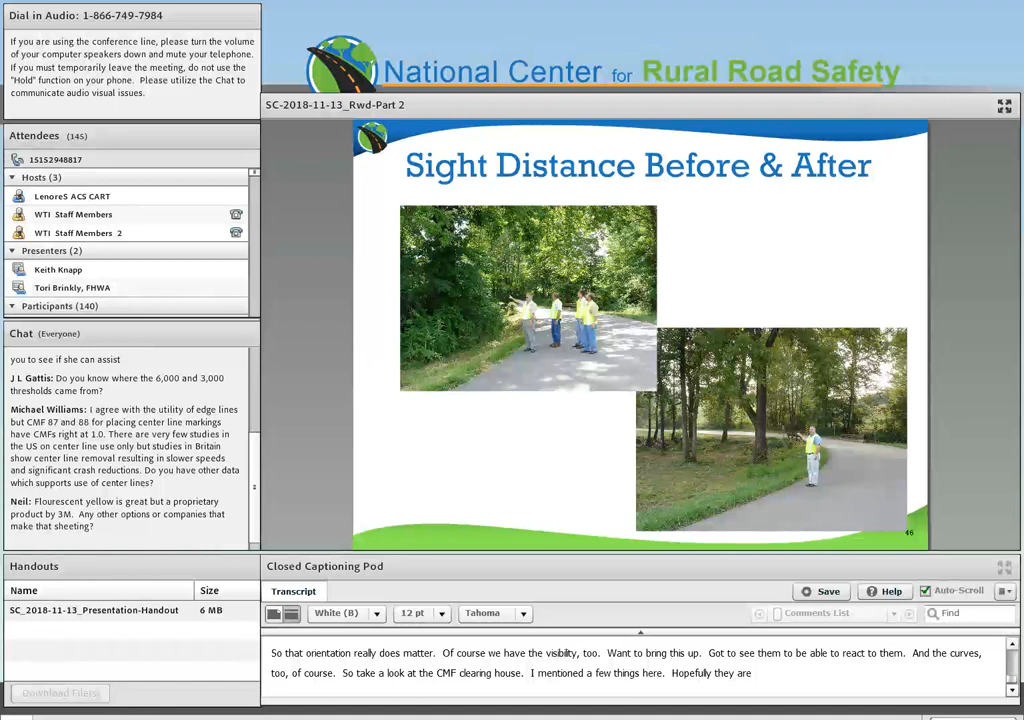 Dial in Audio: 1-866-749-7984
If you are using the conference line, please turn the volume
of your computer speakers down and mute your telephone.
If you must temporarily leave the meeting, do not use the
"Hold" function on your phone. Please utilize the Chat to
communicate audio visual issues.
National Center for Rural Road Safety
SC-2018-11-13_Rwd-Part 2
Attendees (145)
15152948817
Hosts (3)
LenoreS ACS CART
WTI Staff Members
WTI Staff Members 2
Presenters (2)
Keith Knapp
Tori Brinkly, FHWA
Participants (140)
Sight Distance Before & After
46
Chat (Everyone)
you to see if she can assist
J L Gattis: Do you know where the 6,000 and 3,000
thresholds came from?
Michael Williams: I agree with the utility of edge lines
but CMF 87 and 88 for placing center line markings
have CMFs right at 1.0. There are very few studies in
the US on center line use only but studies in Britain
show center line removal resulting in slower speeds
and significant crash reductions. Do you have other data
which supports use of center lines?
Neil: Flourescent yellow is great but a proprietary
product by 3M. Any other options or companies that
make that sheeting?
Handouts
Name Size
SC_2018-11-13_Presentation-Handout 6 MB
Download File(s)
Closed Captioning Pod
Transcript
Save
Help
Auto-Scroll
White (B)
12 pt
Tahoma
Comments List
Find
So that orientation really does matter. Of course we have the visibility, too. Want to bring this up. Got to see them to be able to react to them. And the curves,
too, of course. So take a look at the CMF clearing house. I mentioned a few things here. Hopefully they are